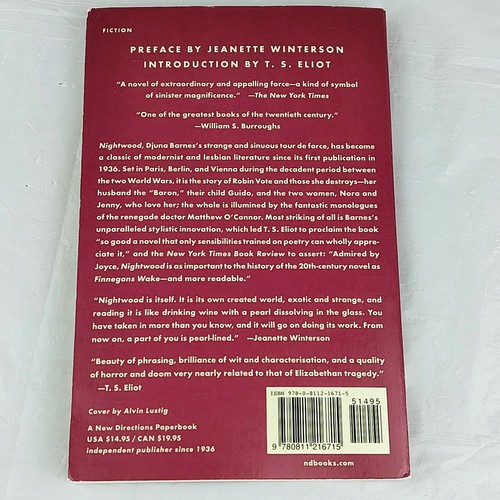 FICTION
PREFACE BY JEANETTE WINTERSON
INTRODUCTION BY T. S. ELIOT
“A novel of extraordinary and appalling force—a kind of symbol
of sinister magnificence.” —The New York Times
“One of the greatest books of the twentieth century.”
—William S. Burroughs
Nightwood, Djuna Barnes’s strange and sinuous tour de force, has become
a classic of modernist and lesbian literature since its first publication in
1936. Set in Paris, Berlin, and Vienna during the decadent period between
the two World Wars, it is the story of Robin Vote and those she destroys—her
husband the “Baron,” their child Guido, and the two women, Nora and
Jenny, who love her; the whole is illumined by the fantastic monologues
of the renegade doctor Matthew O’Connor. Most striking of all is Barnes’s
unparalleled stylistic innovation, which led T. S. Eliot to proclaim the book
“so good a novel that only sensibilities trained on poetry can wholly appre-
ciate it,” and the New York Times Book Review to assert: “Admired by
Joyce, Nightwood is as important to the history of the 20th-century novel as
Finnegans Wake—and more readable.”
“Nightwood is itself. It is its own created world, exotic and strange, and
reading it is like drinking wine with a pearl dissolving in the glass. You
have taken in more than you know, and it will go on doing its work. From
now on, a part of you is pearl-lined.” —Jeanette Winterson
“Beauty of phrasing, brilliance of wit and characterisation, and a quality
of horror and doom very nearly related to that of Elizabethan tragedy.”
—T. S. Eliot
Cover by Alvin Lustig
A New Directions Paperbook
USA $14.95 / CAN $19.95
independent publisher since 1936
ISBN 978-0-8112-1671-5
51495
9 780811 216715
ndbooks.com